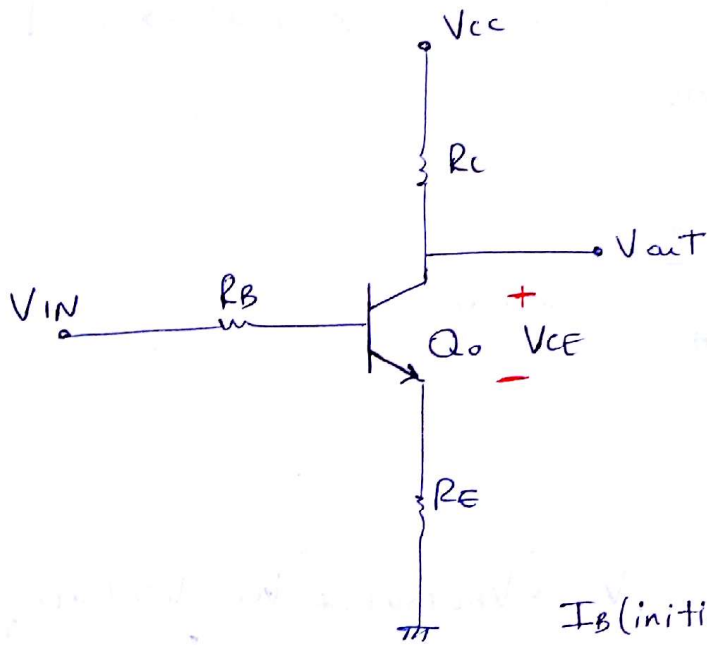 VCC
RC
VouT
VIN
RB
+
Qo
VCE
−
RE
IB(initi